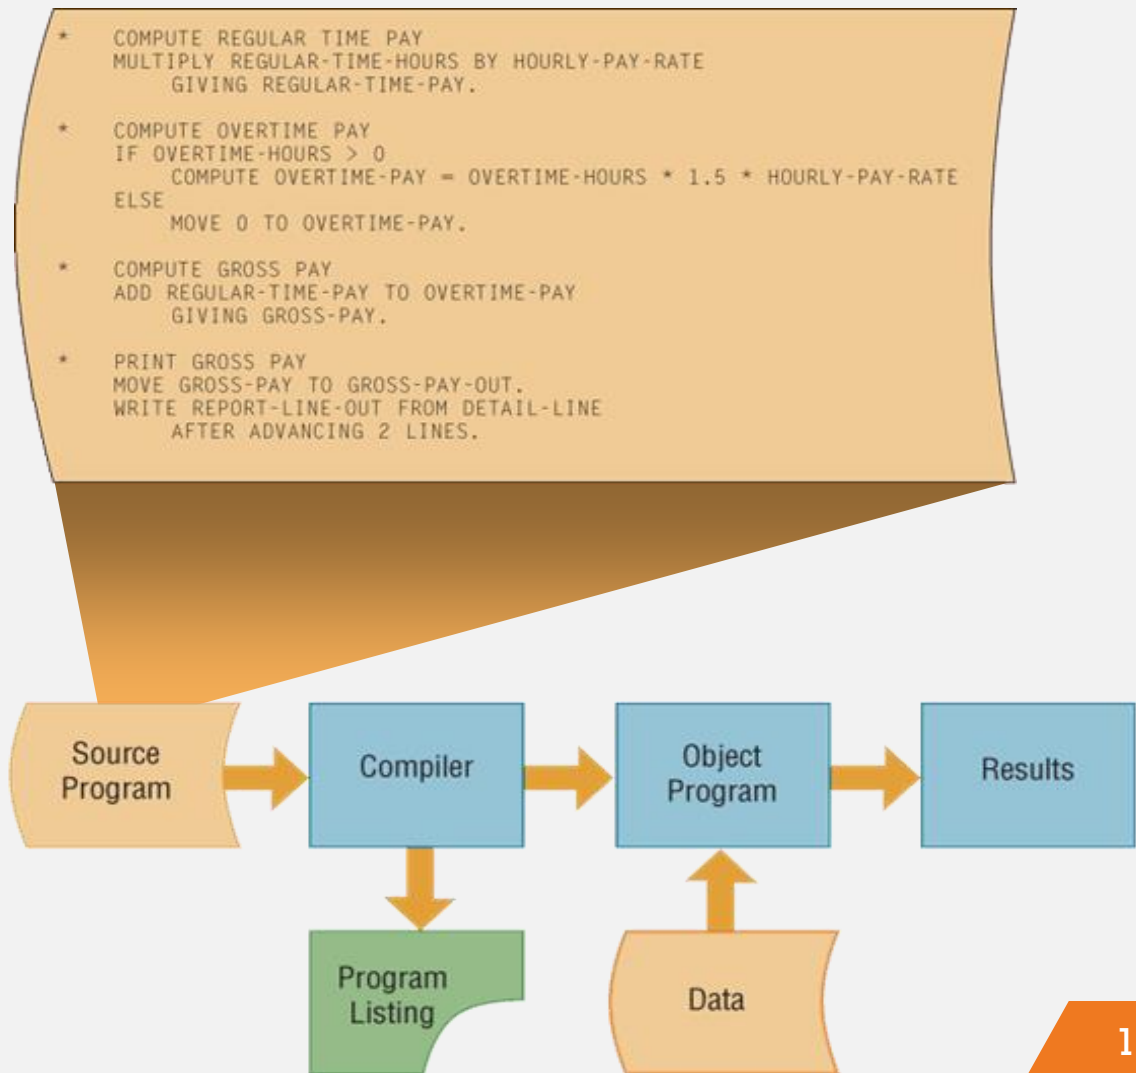 * COMPUTE REGULAR TIME PAY
MULTIPLY REGULAR-TIME-HOURS BY HOURLY-PAY-RATE
GIVING REGULAR-TIME-PAY.
* COMPUTE OVERTIME PAY
IF OVERTIME-HOURS > 0
COMPUTE OVERTIME-PAY = OVERTIME-HOURS * 1.5 * HOURLY-PAY-RATE
ELSE
MOVE 0 TO OVERTIME-PAY.
* COMPUTE GROSS PAY
ADD REGULAR-TIME-PAY TO OVERTIME-PAY
GIVING GROSS-PAY.
* PRINT GROSS PAY
MOVE GROSS-PAY TO GROSS-PAY-OUT.
WRITE REPORT-LINE-OUT FROM DETAIL-LINE
AFTER ADVANCING 2 LINES.
Source
Program
Compiler
Object
Program
Results
Program
Listing
Data
1